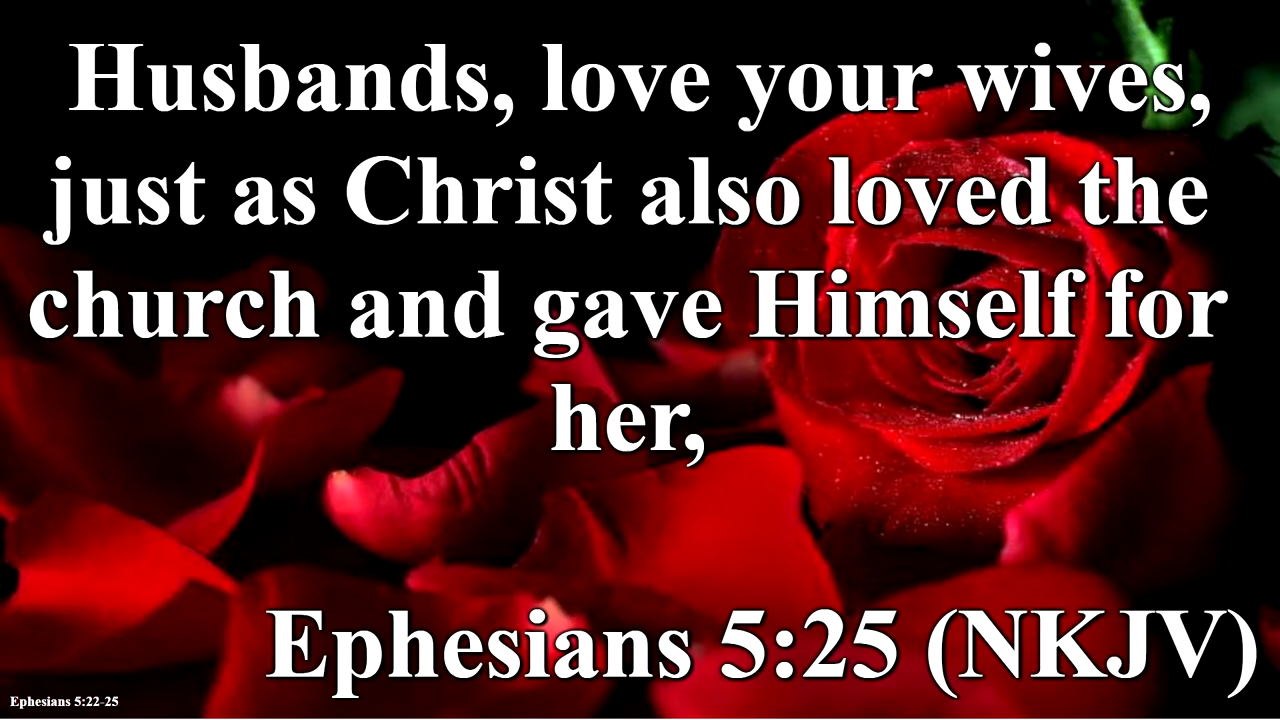 Husbands, love your wives,
just as Christ also loved the
church and gave Himself for
her,
Ephesians 5:25 (NKJV)
Ephesians 5:22-25